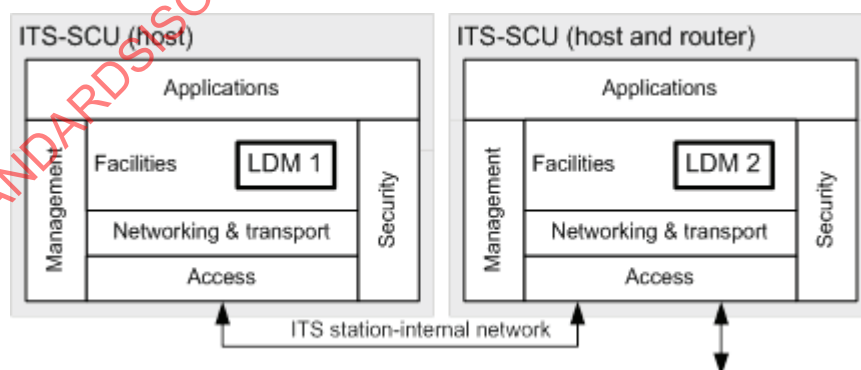 ITS-SCU (host)
Applications
Management
Facilities
LDM 1
Security
Networking & transport
Access
ITS-SCU (host and router)
Applications
Management
Facilities
LDM 2
Security
Networking & transport
Access
ITS station-internal network
NDARDSISO